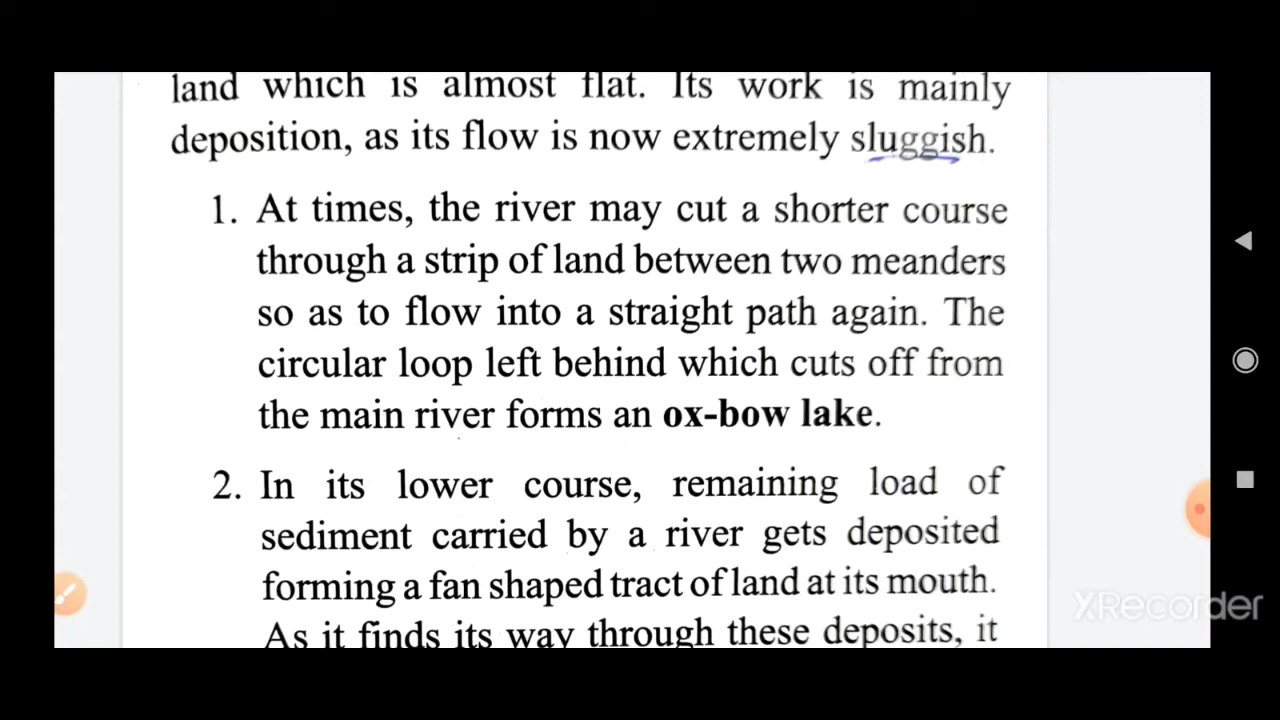 land which is almost flat. Its work is mainly
deposition, as its flow is now extremely sluggish.
1. At times, the river may cut a shorter course
through a strip of land between two meanders
so as to flow into a straight path again. The
circular loop left behind which cuts off from
the main river forms an ox-bow lake.
2. In its lower course, remaining load of
sediment carried by a river gets deposited
forming a fan shaped tract of land at its mouth.
As it finds its way through these deposits, it
XRecorder